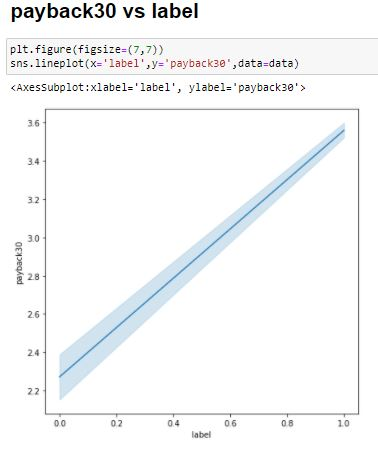 payback30 vs label
plt.figure(figsize=(7,7))
sns.lineplot(x='label',y='payback30',data=data)
<AxesSubplot:xlabel='label', ylabel='payback30'>
3.6
3.4
3.2
3.0
2.8
2.6
2.4
2.2
payback30
0.0 0.2 0.4 0.6 0.8 1.0
label